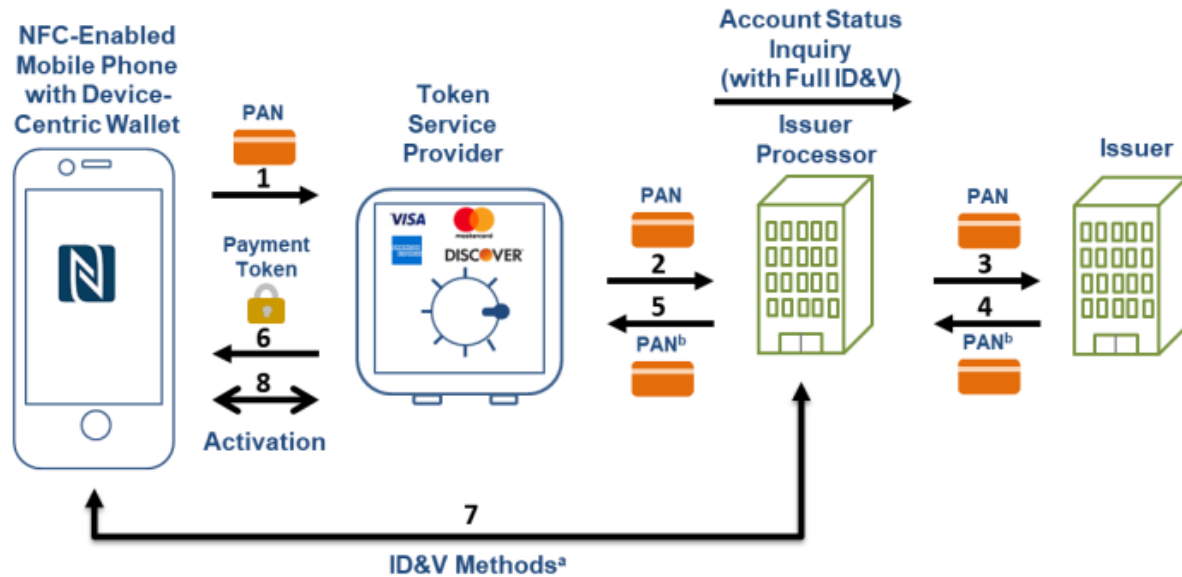 NFC-Enabled
Mobile Phone
with Device-
Centric Wallet
PAN
1
Payment
Token
6
8
Activation
Token
Service
Provider
VISA
mastercard
DISCOVER
Account Status
Inquiry
(with Full ID&V)
Issuer
Processor
Issuer
PAN
2
5
PANᵇ
PAN
3
4
PANᵇ
7
ID&V Methodsᵃ